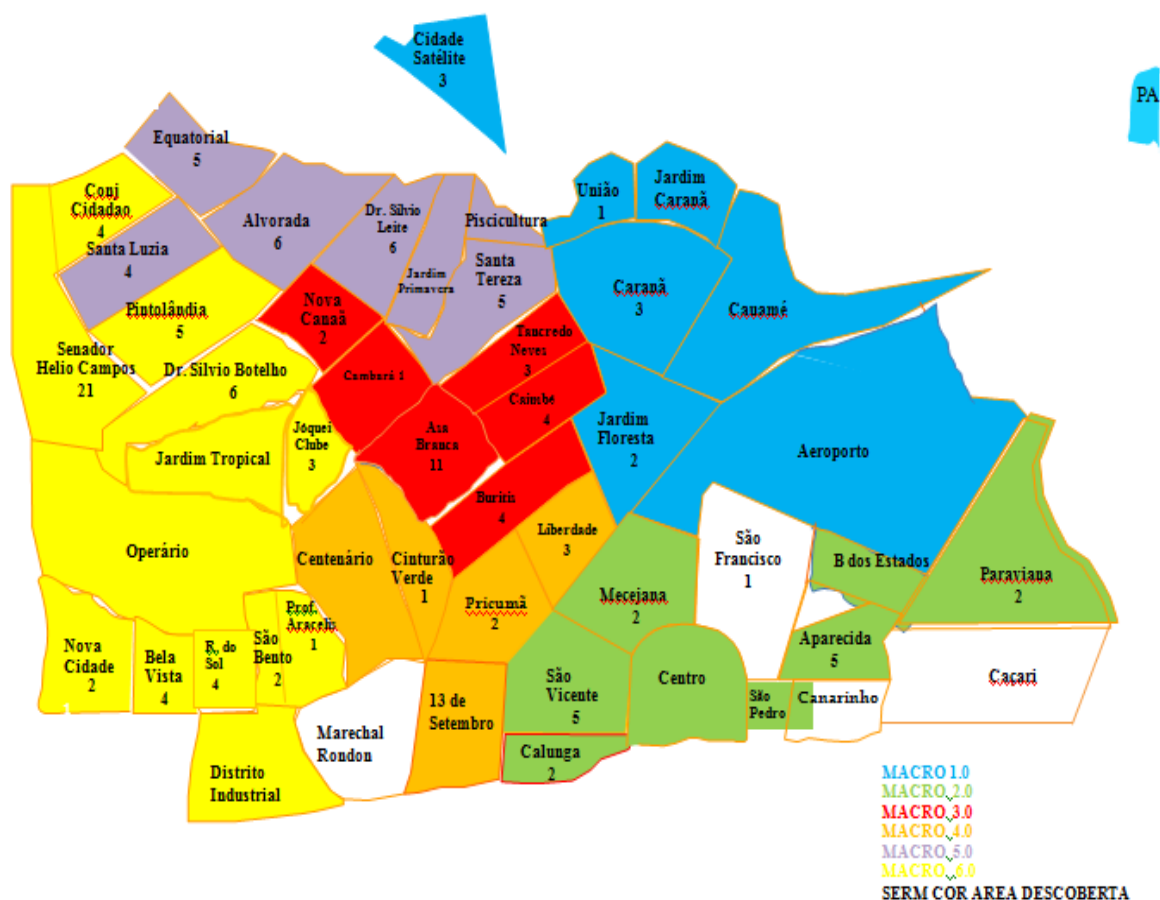 Cidade
Satélite
3
PA
Equatorial
5
Conj
Cidadao
4
Santa Luzia
4
Alvorada
6
Dr. Silvio
Leite
6
Jardim
Primavera
Piscicultura
Santa
Tereza
5
União
1
Jardim
Caranã
Caranã
3
Cauamé
Pintolândia
5
Nova
Canaã
2
Senador
Helio Campos
21
Dr. Silvio Botelho
6
Cambará 1
Tancredo
Neves
3
Caimbé
4
Jardim Tropical
Jóquei
Clube
3
Asa
Branca
11
Jardim
Floresta
2
Aeroporto
Buritis
4
Operário
Centenário
Cinturão
Verde
1
Liberdade
3
São
Francisco
1
B dos Estados
Paraviana
2
Pricumã
2
Mecejana
2
Nova
Cidade
2
Bela
Vista
4
R. do
Sol
4
São
Bento
2
Prof.
Aracelis
1
Aparecida
5
São
Vicente
5
Centro
São
Pedro
Canarinho
Caçari
13 de
Setembro
Marechal
Rondon
Calunga
2
Distrito
Industrial
MACRO 1.0
MACRO 2.0
MACRO 3.0
MACRO 4.0
MACRO 5.0
MACRO 6.0
SERM COR AREA DESCOBERTA